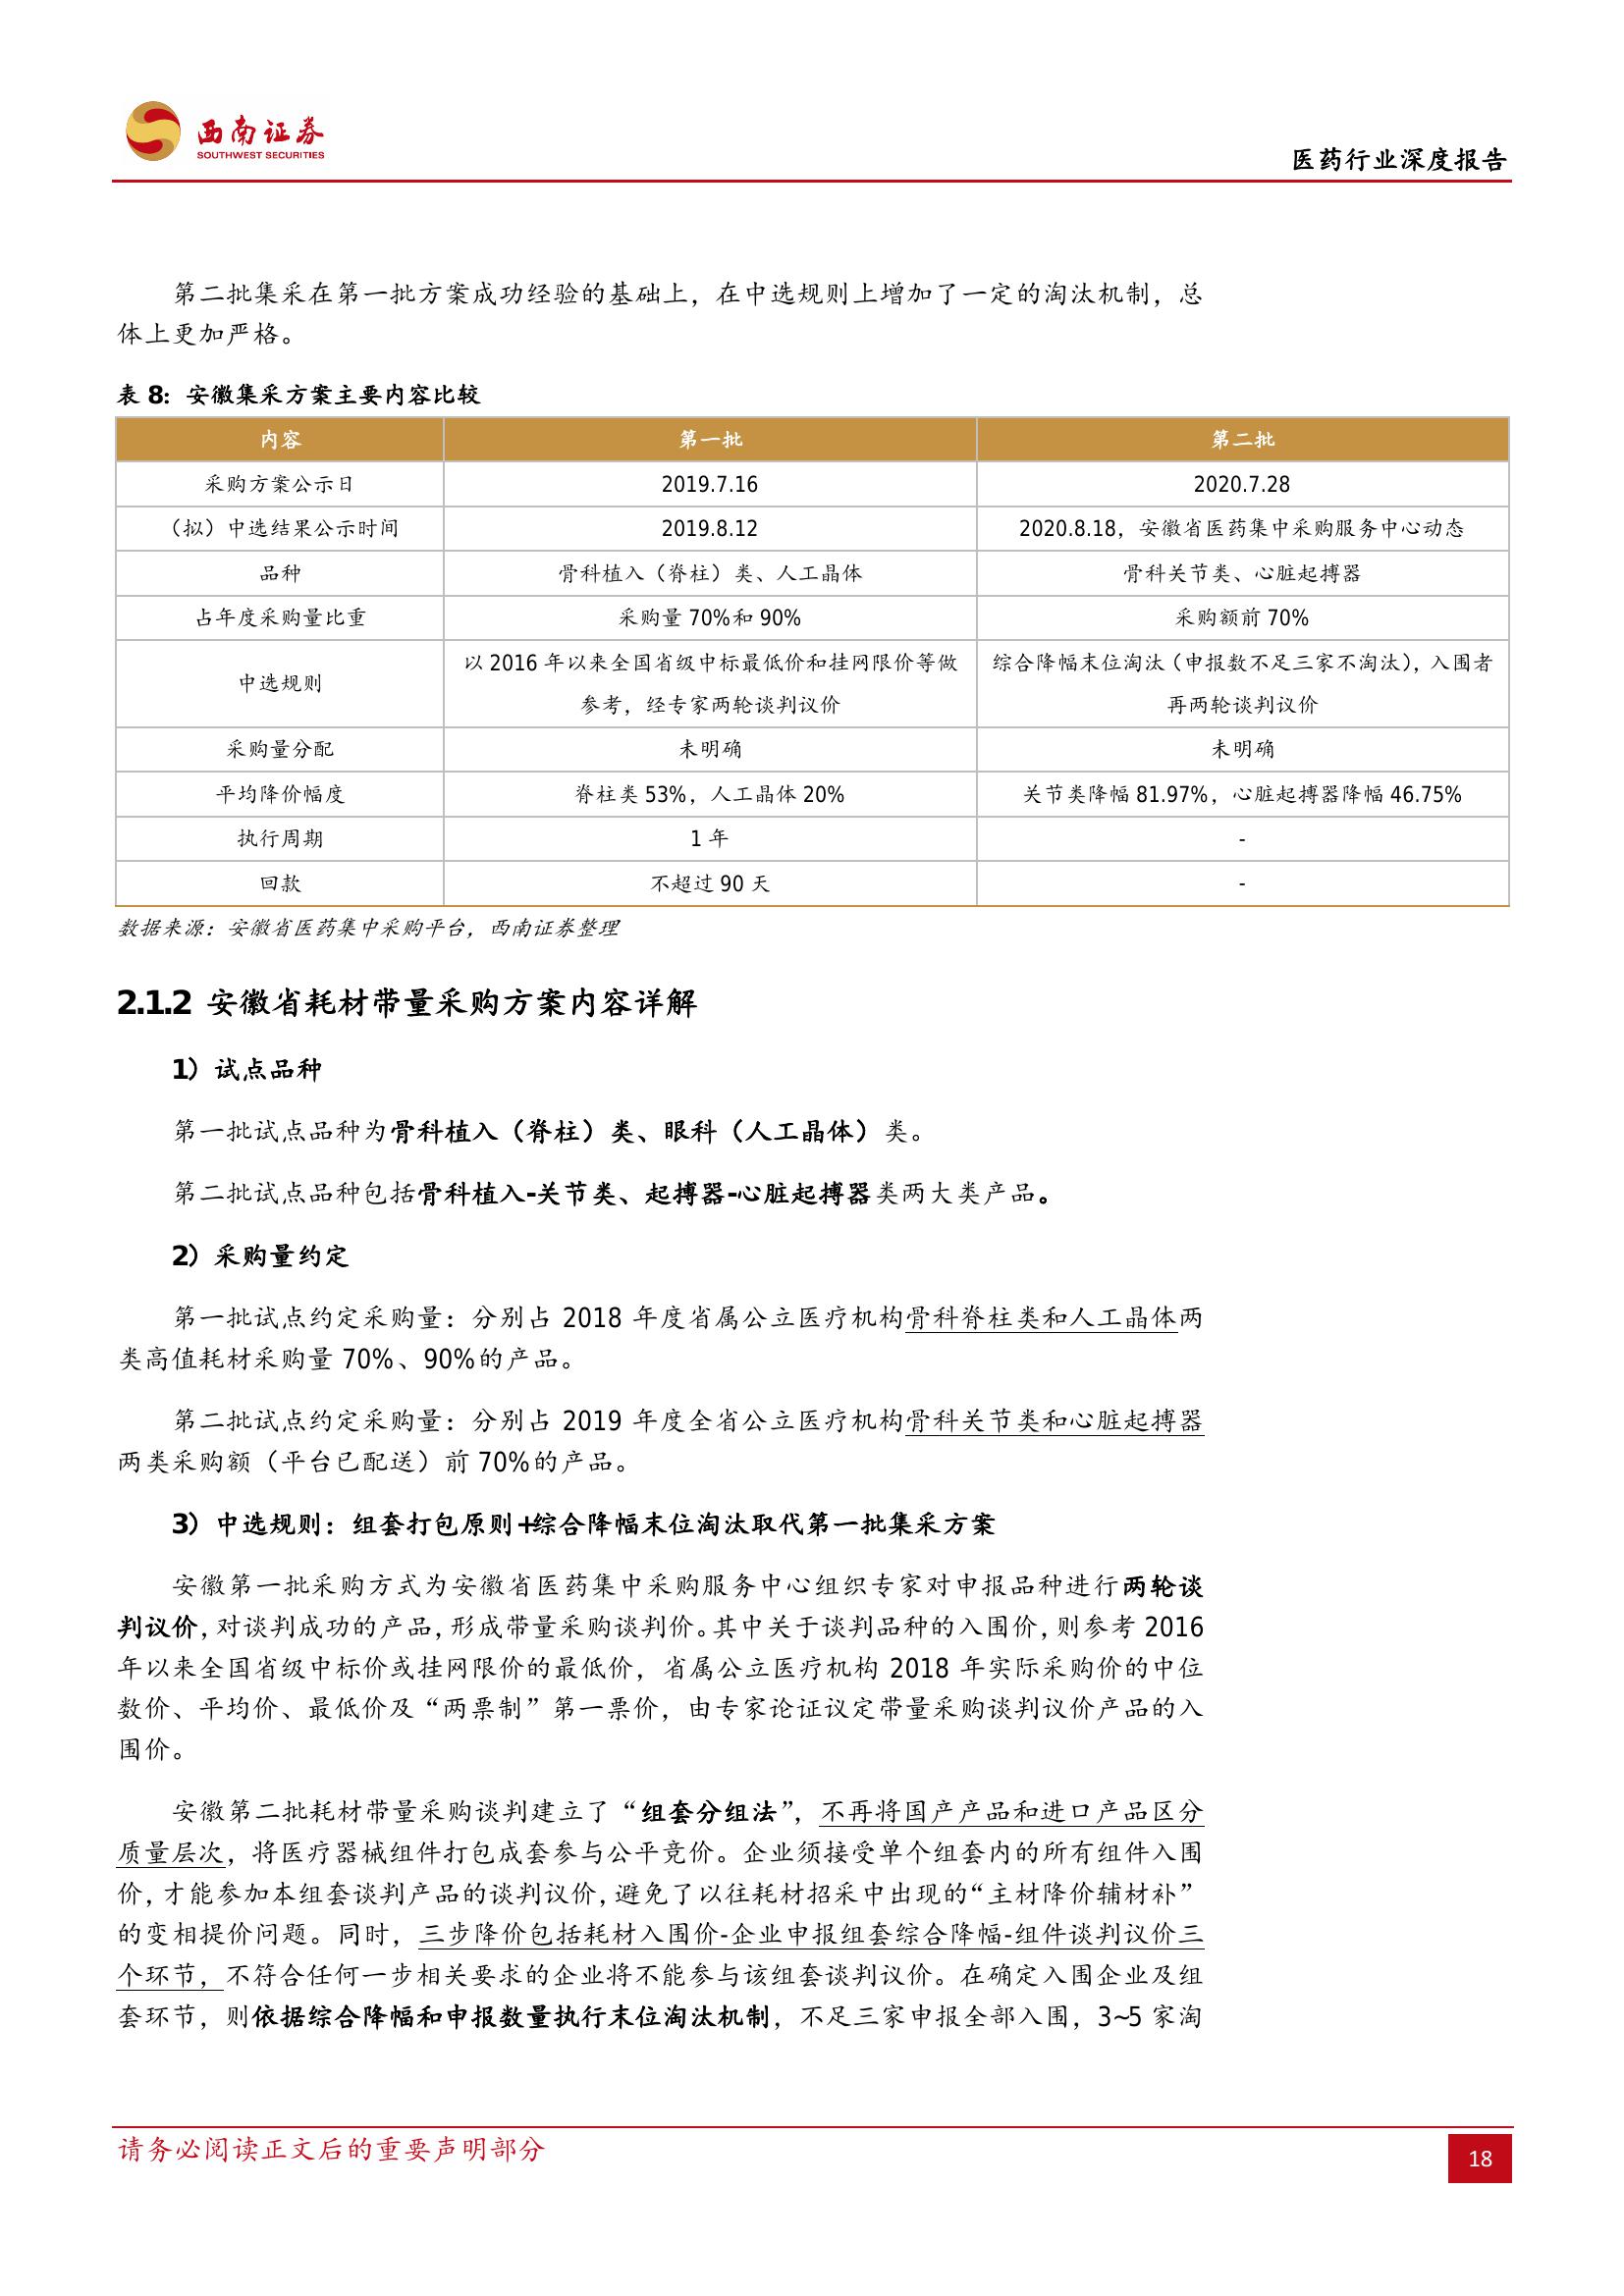 西南证券
SOUTHWEST SECURITIES
医药行业深度报告
第二批集采在第一批方案成功经验的基础上，在中选规则上增加了一定的淘汰机制，总
体上更加严格。
表 8：安徽集采方案主要内容比较
内容 第一批 第二批
采购方案公示日 2019.7.16 2020.7.28
（拟）中选结果公示时间 2019.8.12 2020.8.18，安徽省医药集中采购服务中心动态
品种 骨科植入（脊柱）类、人工晶体 骨科关节类、心脏起搏器
占年度采购量比重 采购量 70%和 90% 采购额前 70%
中选规则 以 2016 年以来全国省级中标最低价和挂网限价等做 综合降幅末位淘汰（申报数不足三家不淘汰），入围者
参考，经专家两轮谈判议价 再两轮谈判议价
采购量分配 未明确 未明确
平均降价幅度 脊柱类 53%，人工晶体 20% 关节类降幅 81.97%，心脏起搏器降幅 46.75%
执行周期 1 年 -
回款 不超过 90 天 -
数据来源：安徽省医药集中采购平台，西南证券整理
2.1.2 安徽省耗材带量采购方案内容详解
1）试点品种
第一批试点品种为骨科植入（脊柱）类、眼科（人工晶体）类。
第二批试点品种包括骨科植入-关节类、起搏器-心脏起搏器类两大类产品。
2）采购量约定
第一批试点约定采购量：分别占 2018 年度省属公立医疗机构骨科脊柱类和人工晶体两
类高值耗材采购量 70%、90%的产品。
第二批试点约定采购量：分别占 2019 年度全省公立医疗机构骨科关节类和心脏起搏器
两类采购额（平台已配送）前 70%的产品。
3）中选规则：组套打包原则+综合降幅末位淘汰取代第一批集采方案
安徽第一批采购方式为安徽省医药集中采购服务中心组织专家对申报品种进行两轮谈
判议价，对谈判成功的产品，形成带量采购谈判价。其中关于谈判品种的入围价，则参考 2016
年以来全国省级中标价或挂网限价的最低价，省属公立医疗机构 2018 年实际采购价的中位
数价、平均价、最低价及“两票制”第一票价，由专家论证议定带量采购谈判议价产品的入
围价。
安徽第二批耗材带量采购谈判建立了“组套分组法”，不再将国产产品和进口产品区分
质量层次，将医疗器械组件打包成套参与公平竞价。企业须接受单个组套内的所有组件入围
价，才能参加本组套谈判产品的谈判议价，避免了以往耗材招采中出现的“主材降价辅材补”
的变相提价问题。同时，三步降价包括耗材入围价-企业申报组套综合降幅-组件谈判议价三
个环节，不符合任何一步相关要求的企业将不能参与该组套谈判议价。在确定入围企业及组
套环节，则依据综合降幅和申报数量执行末位淘汰机制，不足三家申报全部入围，3~5 家淘
请务必阅读正文后的重要声明部分
18